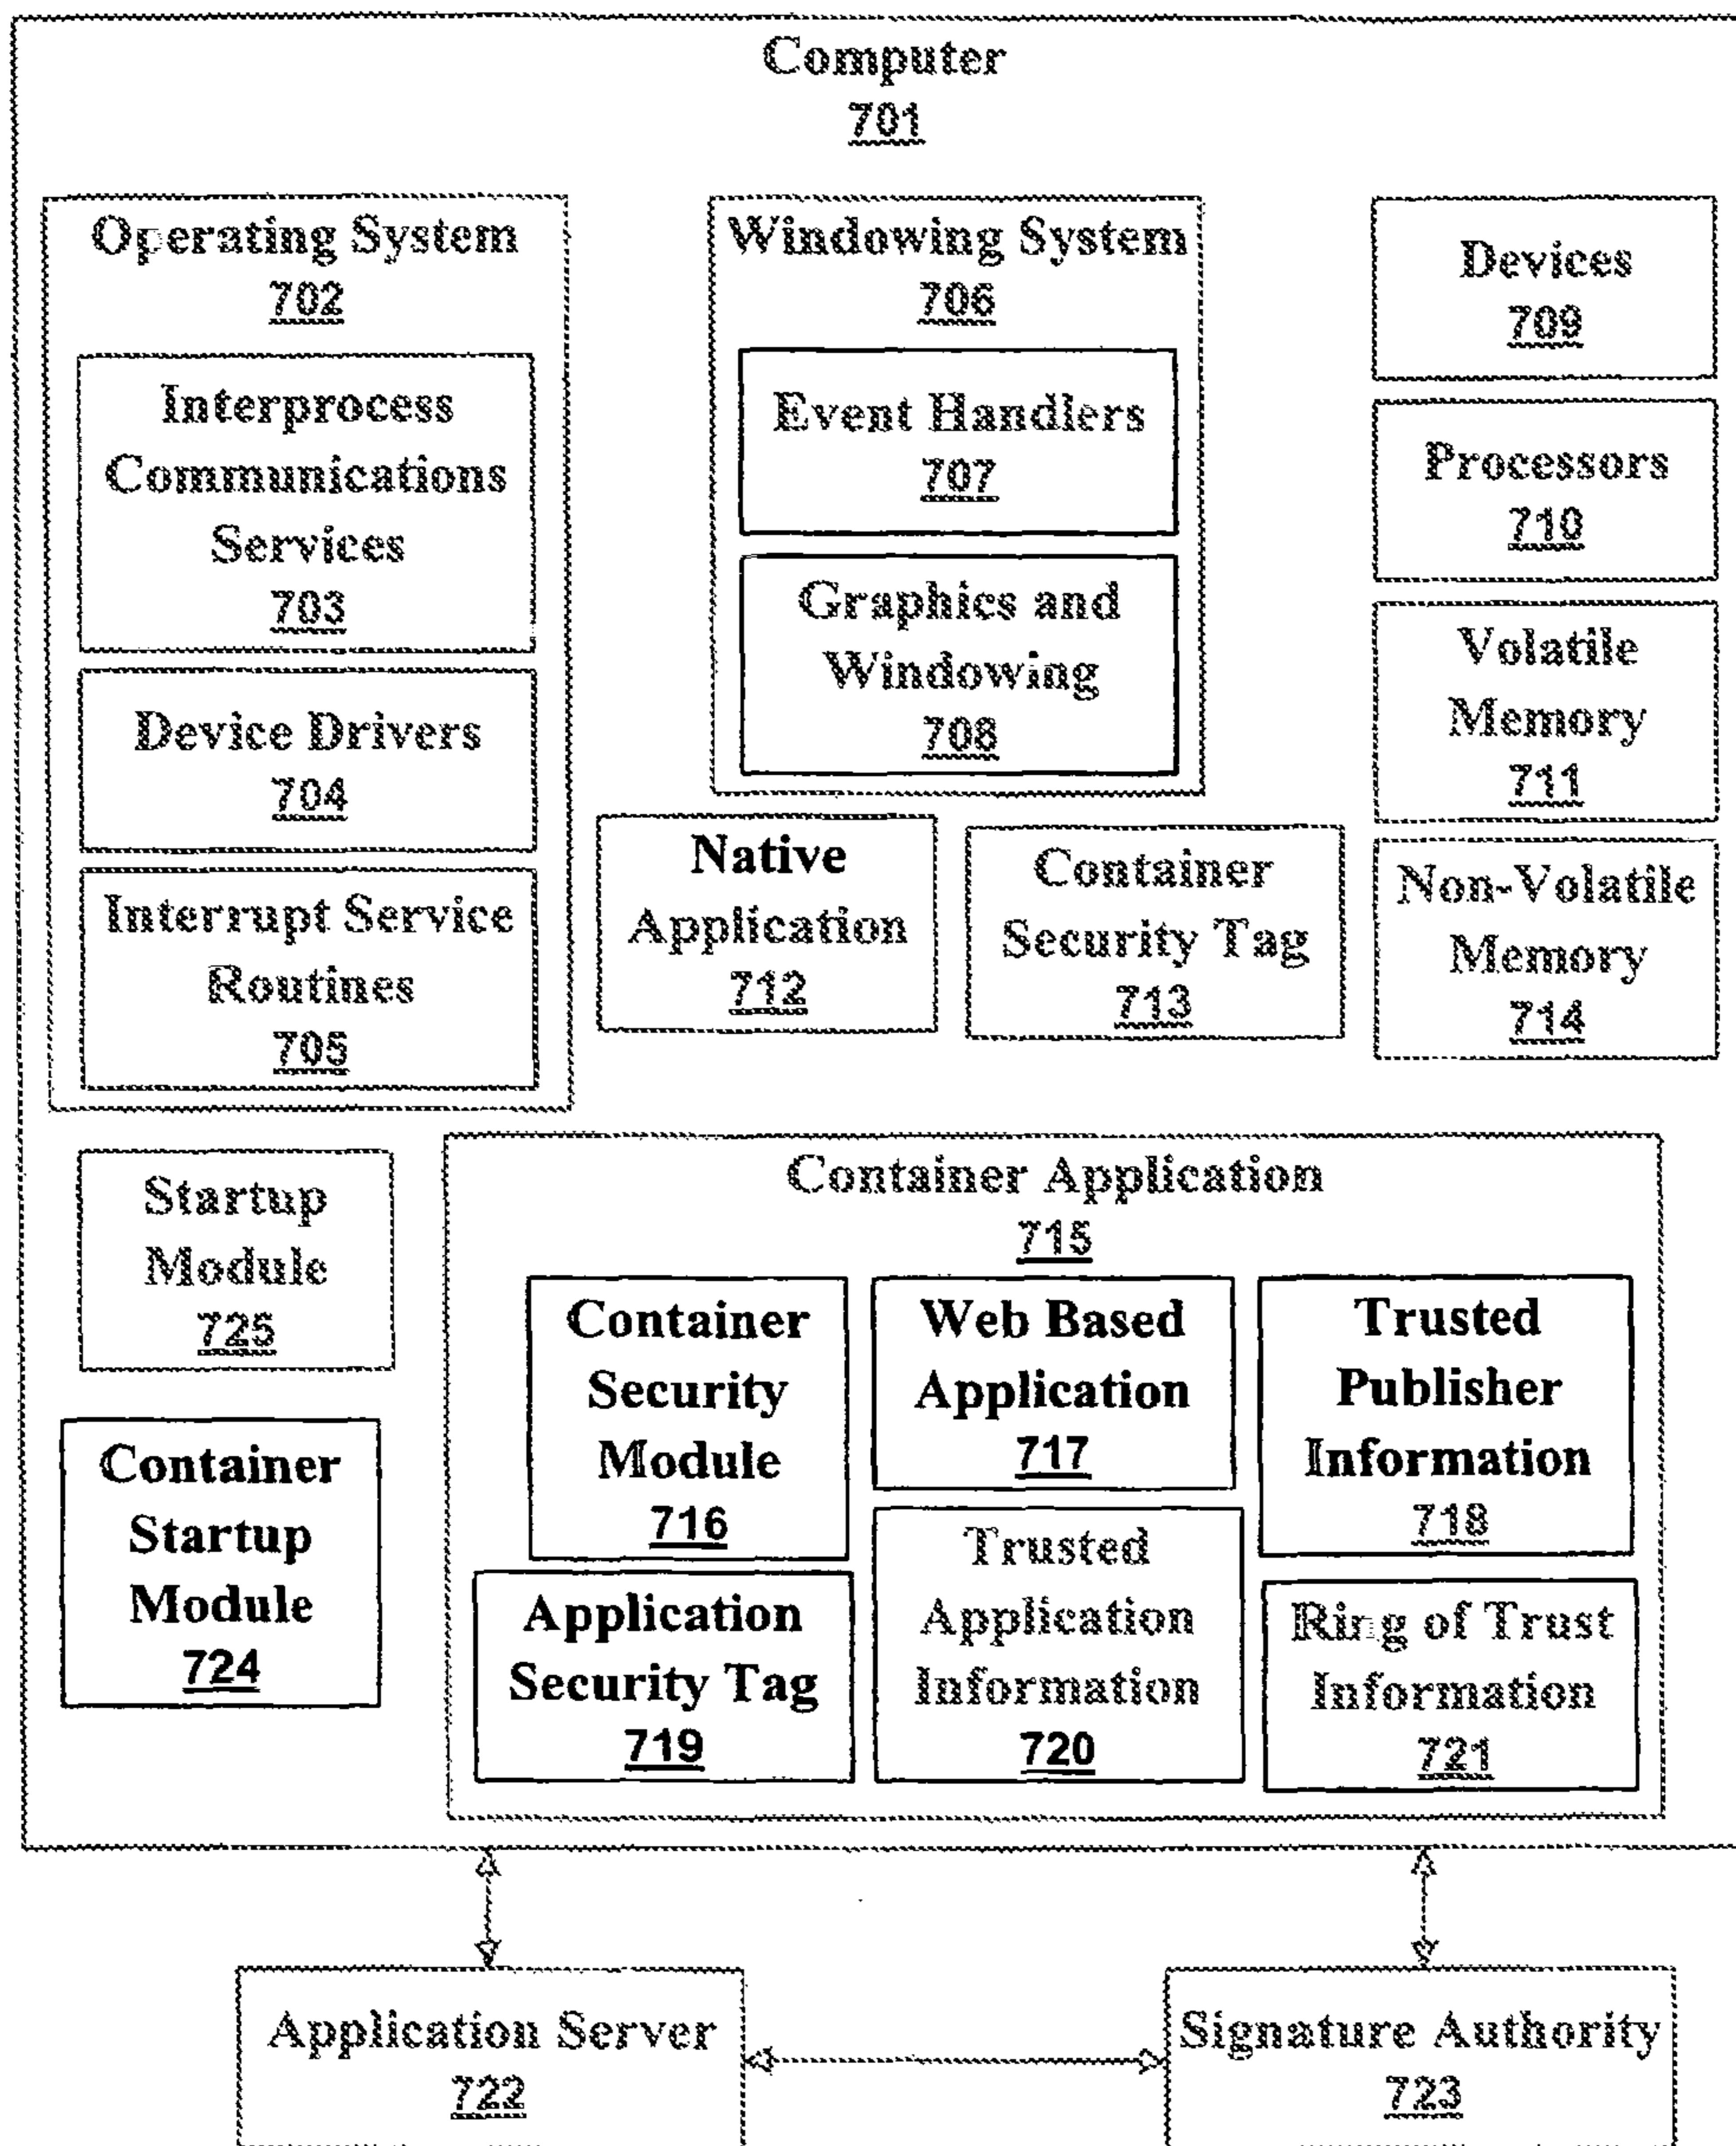 Computer
701
Operating System
702
Interprocess
Communications
Services
703
Device Drivers
704
Interrupt Service
Routines
705
Windowing System
706
Event Handlers
707
Graphics and
Windowing
708
Devices
709
Processors
710
Volatile
Memory
711
Non-Volatile
Memory
714
Native
Application
712
Container
Security Tag
713
Startup
Module
725
Container
Startup
Module
724
Container Application
715
Container
Security
Module
716
Web Based
Application
717
Trusted
Publisher
Information
718
Application
Security Tag
719
Trusted
Application
Information
720
Ring of Trust
Information
721
Application Server
722
Signature Authority
723